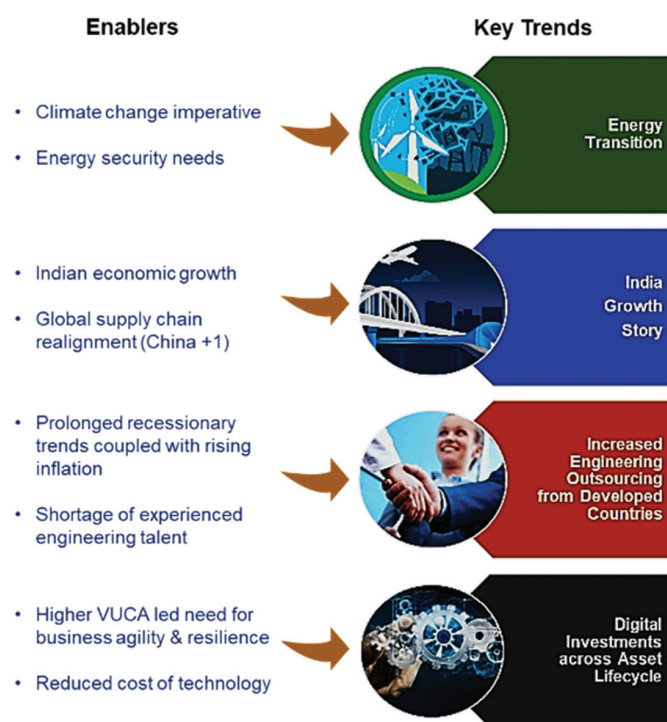 Enablers
Key Trends
• Climate change imperative
• Energy security needs
Energy
Transition
• Indian economic growth
• Global supply chain
realignment (China +1)
India
Growth
Story
• Prolonged recessionary
trends coupled with rising
inflation
• Shortage of experienced
engineering talent
Increased
Engineering
Outsourcing
from Developed
Countries
• Higher VUCA led need for
business agility & resilience
• Reduced cost of technology
Digital
Investments
across Asset
Lifecycle